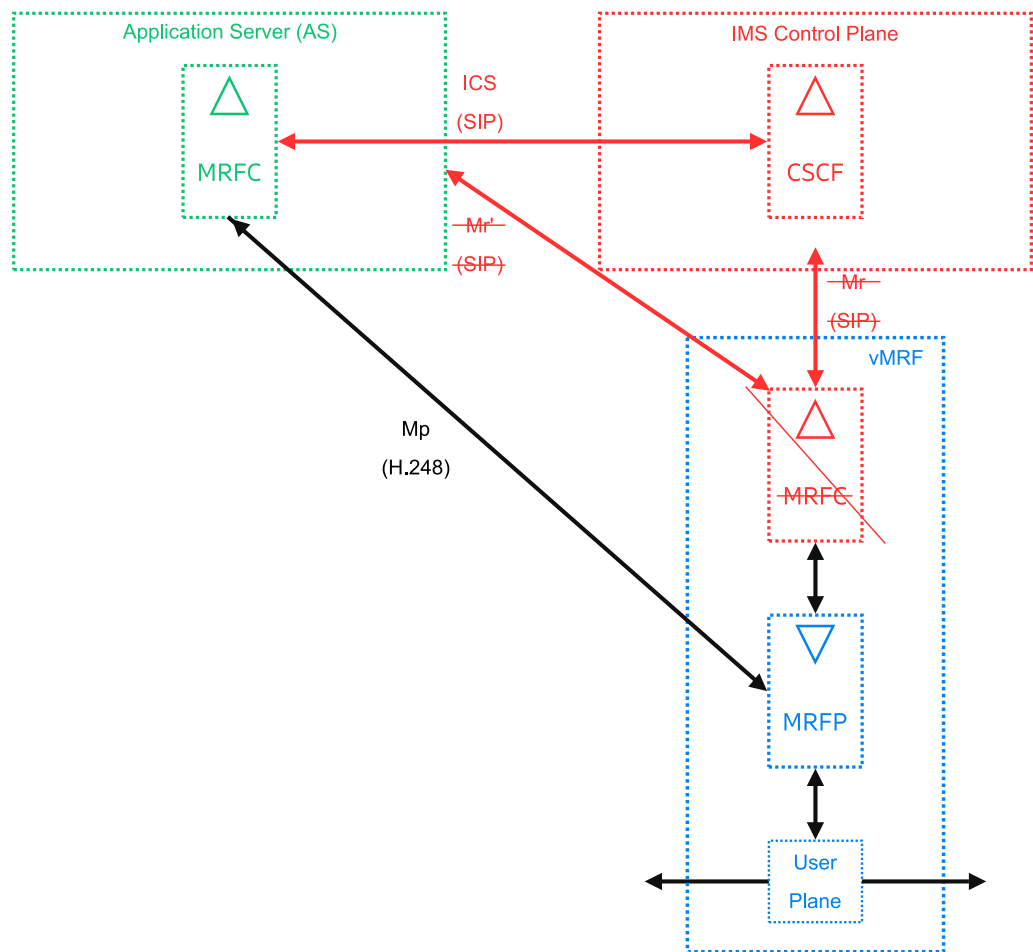 Application Server (AS)
IMS Control Plane
ICS
(SIP)
MRFC
CSCF
Mr'
(SIP)
Mr
(SIP)
vMRF
Mp
(H.248)
MRFC
MRFP
User
Plane